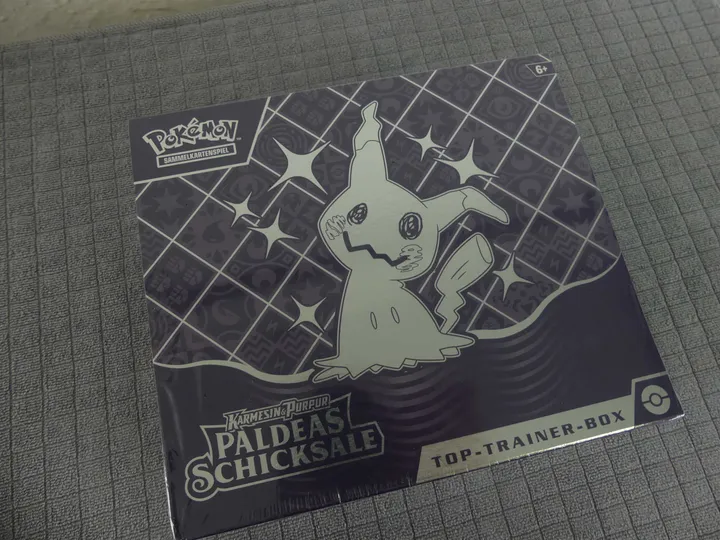 6+
POKÉMON
SAMMELKARTENSPIEL
KARMESIN & PURPUR
PALDEAS
SCHICKSALE
TOP-TRAINER-BOX